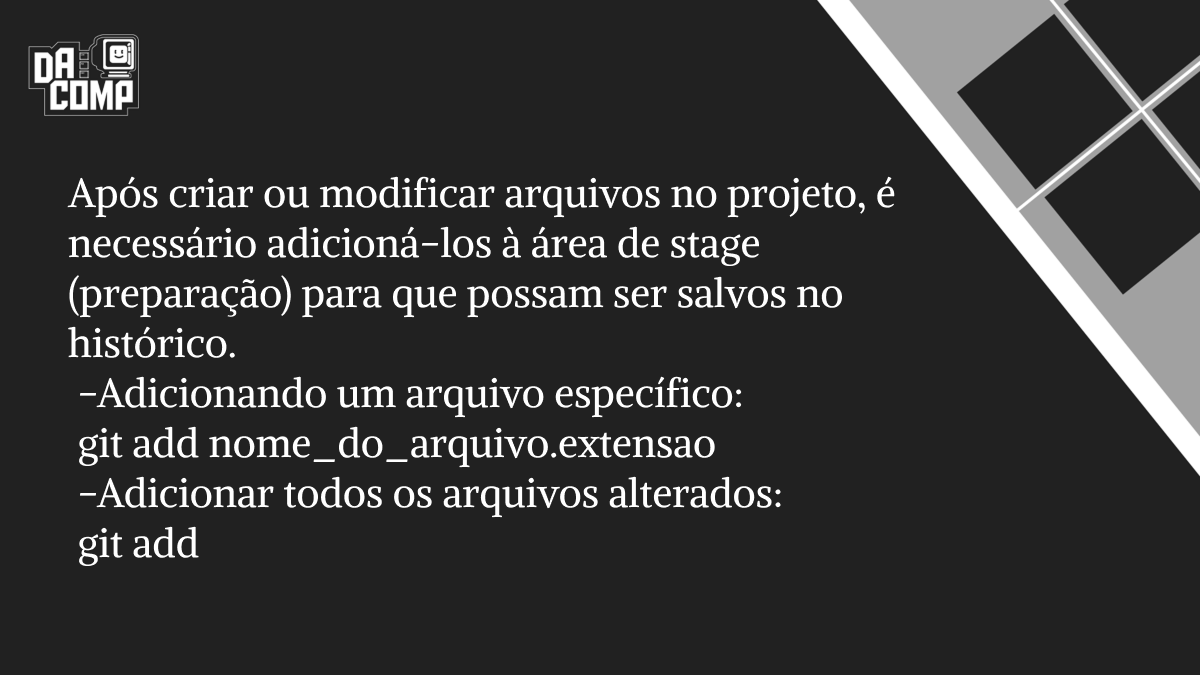 DA
COMP
Após criar ou modificar arquivos no projeto, é
necessário adicioná-los à área de stage
(preparação) para que possam ser salvos no
histórico.
-Adicionando um arquivo específico:
git add nome_do_arquivo.extensao
-Adicionar todos os arquivos alterados:
git add